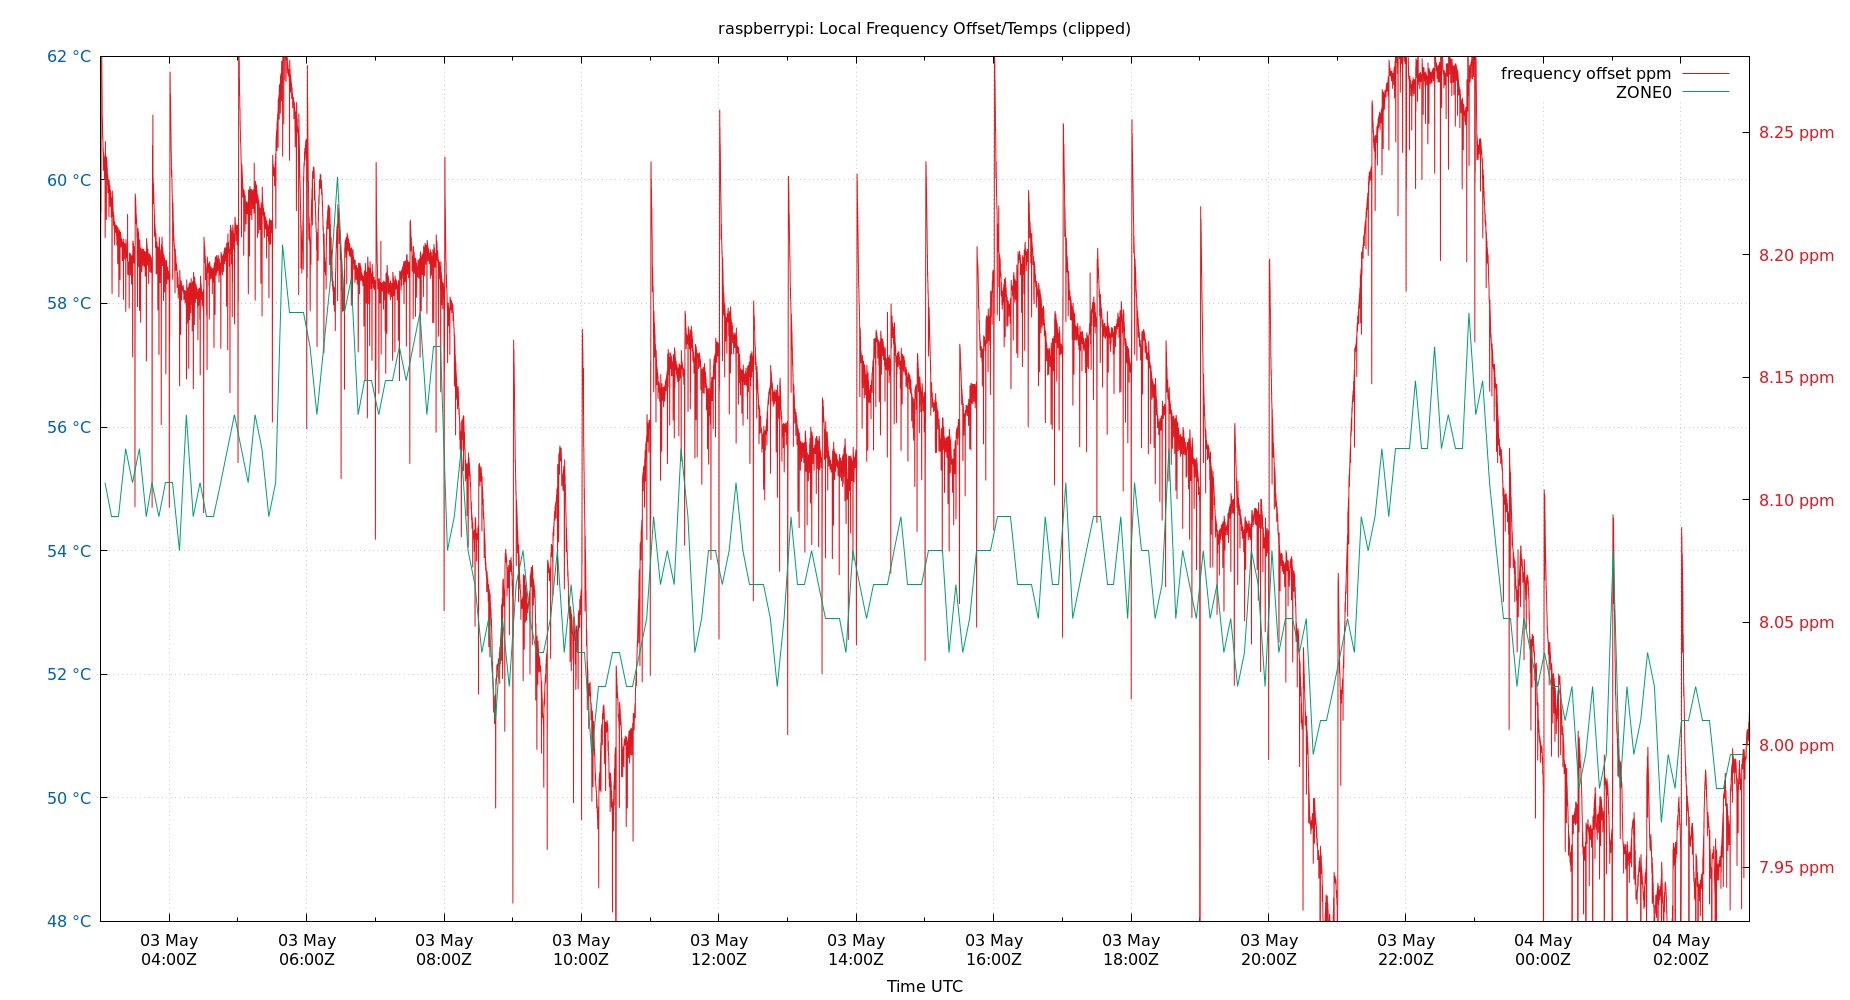 raspberrypi: Local Frequency Offset/Temps (clipped)
62 °C
60 °C
58 °C
56 °C
54 °C
52 °C
50 °C
48 °C
frequency offset ppm
ZONE0
8.25 ppm
8.20 ppm
8.15 ppm
8.10 ppm
8.05 ppm
8.00 ppm
7.95 ppm
03 May 03 May 03 May 03 May 03 May 03 May 03 May 03 May 03 May 03 May 04 May 04 May
04:00Z 06:00Z 08:00Z 10:00Z 12:00Z 14:00Z 16:00Z 18:00Z 20:00Z 22:00Z 00:00Z 02:00Z
Time UTC